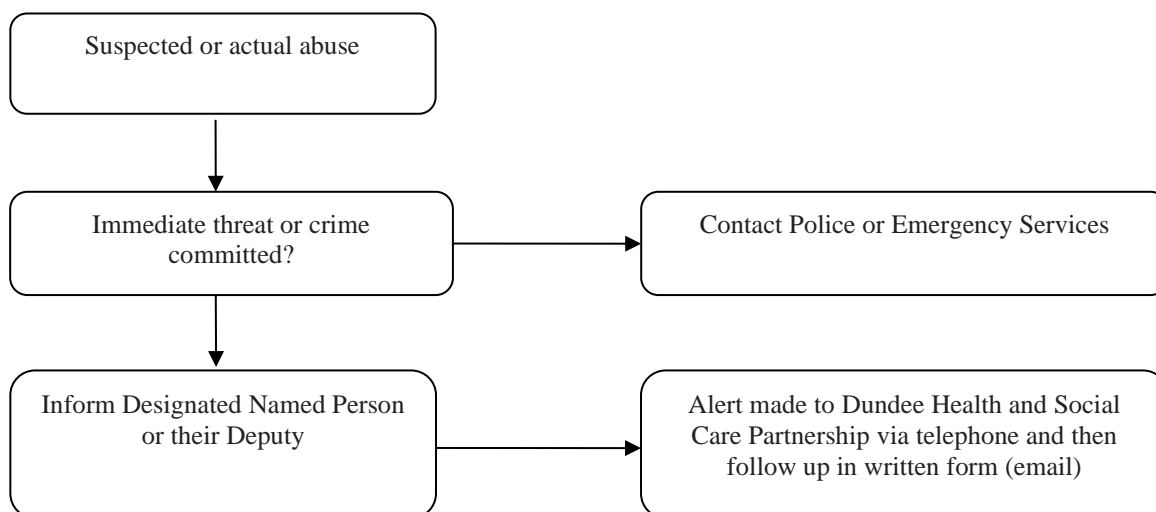 Suspected or actual abuse
Immediate threat or crime
committed?
Contact Police or Emergency Services
Inform Designated Named Person
or their Deputy
Alert made to Dundee Health and Social
Care Partnership via telephone and then
follow up in written form (email)